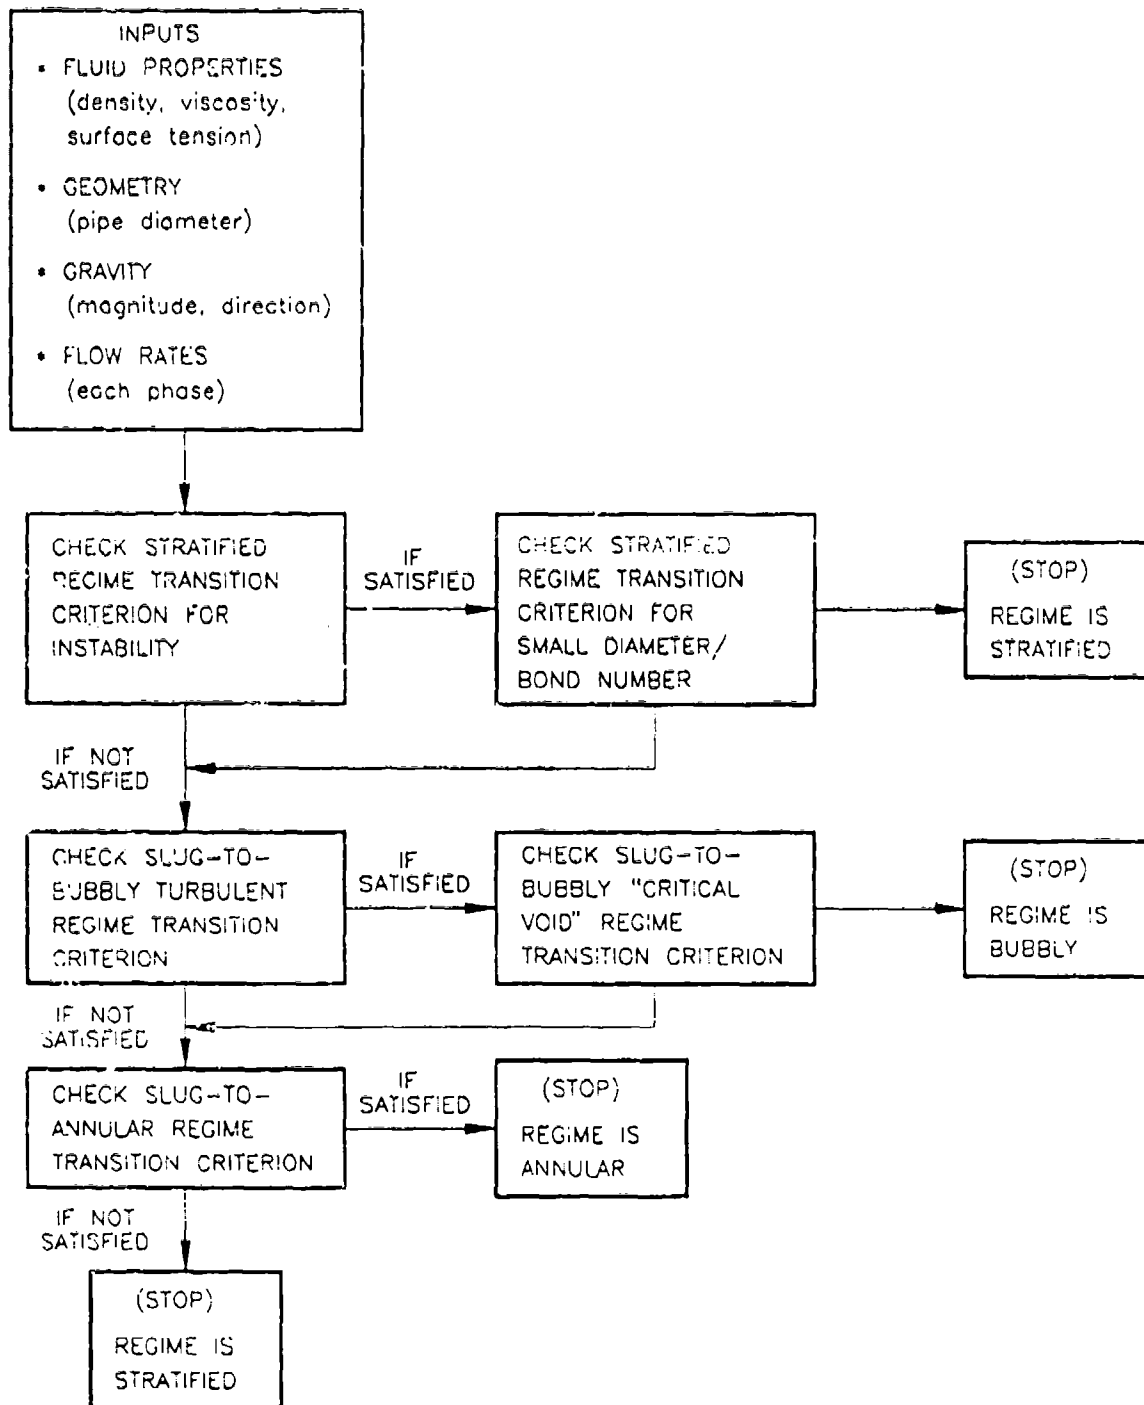 INPUTS
• FLUID PROPERTIES
(density, viscosity,
surface tension)
• GEOMETRY
(pipe diameter)
• GRAVITY
(magnitude, direction)
• FLOW RATES
(each phase)
CHECK STRATIFIED
REGIME TRANSITION
CRITERION FOR
INSTABILITY
IF
SATISFIED
CHECK STRATIFIED
REGIME TRANSITION
CRITERION FOR
SMALL DIAMETER/
BOND NUMBER
(STOP)
REGIME IS
STRATIFIED
IF NOT
SATISFIED
CHECK SLUG-TO-
BUBBLY TURBULENT
REGIME TRANSITION
CRITERION
IF
SATISFIED
CHECK SLUG-TO-
BUBBLY "CRITICAL
VOID" REGIME
TRANSITION CRITERION
(STOP)
REGIME IS
BUBBLY
IF NOT
SATISFIED
CHECK SLUG-TO-
ANNULAR REGIME
TRANSITION CRITERION
IF
SATISFIED
(STOP)
REGIME IS
ANNULAR
IF NOT
SATISFIED
(STOP)
REGIME IS
STRATIFIED